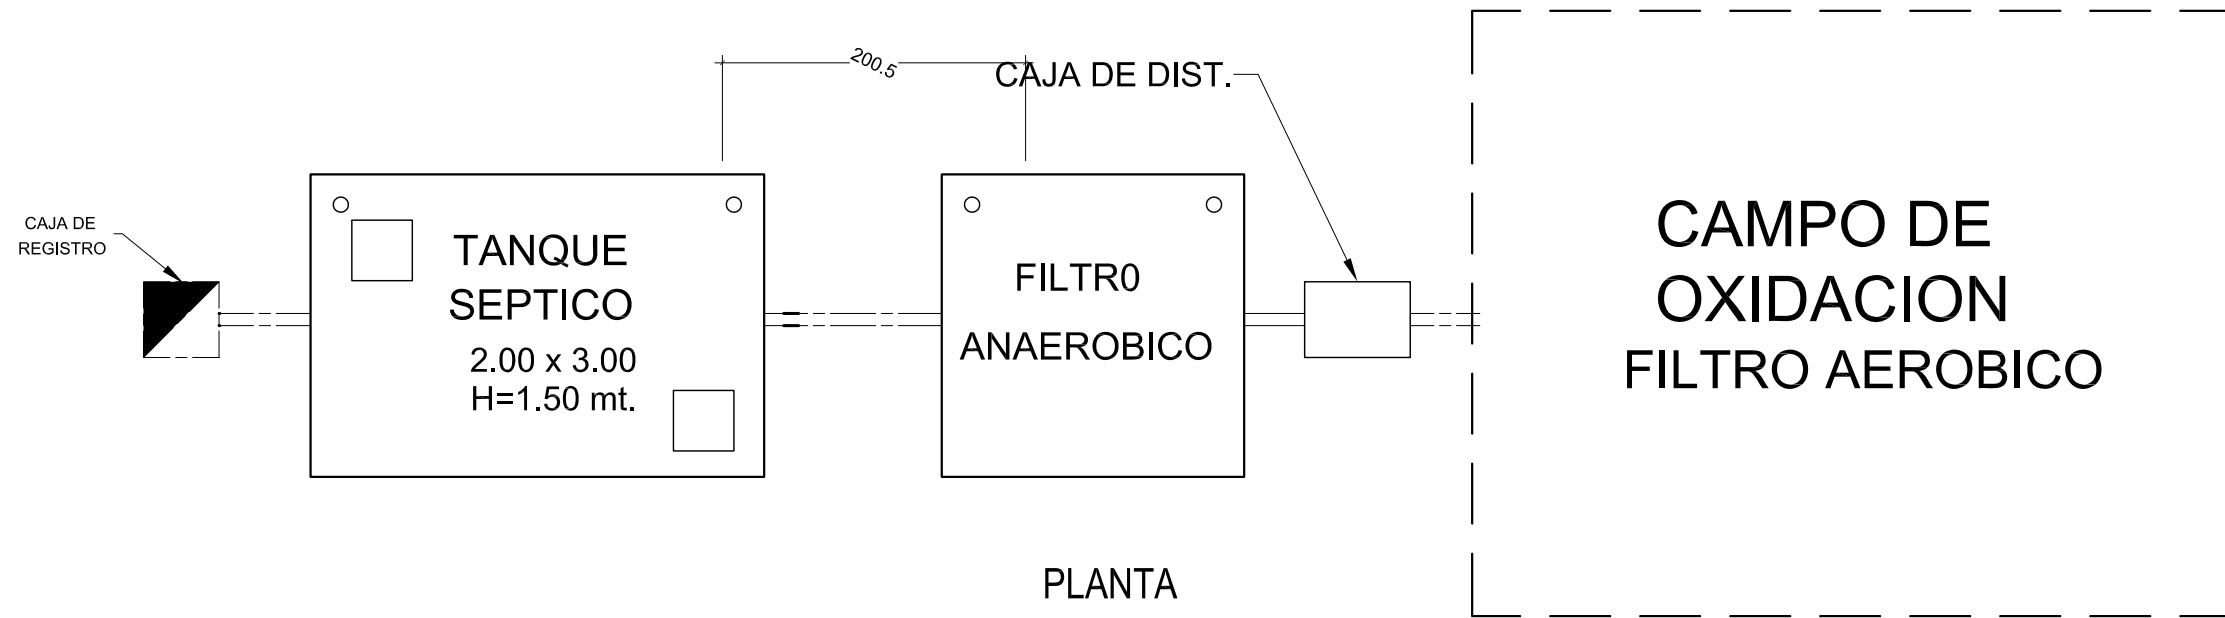 200.5
CAJA DE DIST.
CAJA DE
REGISTRO
TANQUE
SEPTICO
2.00 x 3.00
H=1.50 mt.
FILTR0
ANAEROBICO
CAMPO DE
OXIDACION
FILTRO AEROBICO
PLANTA